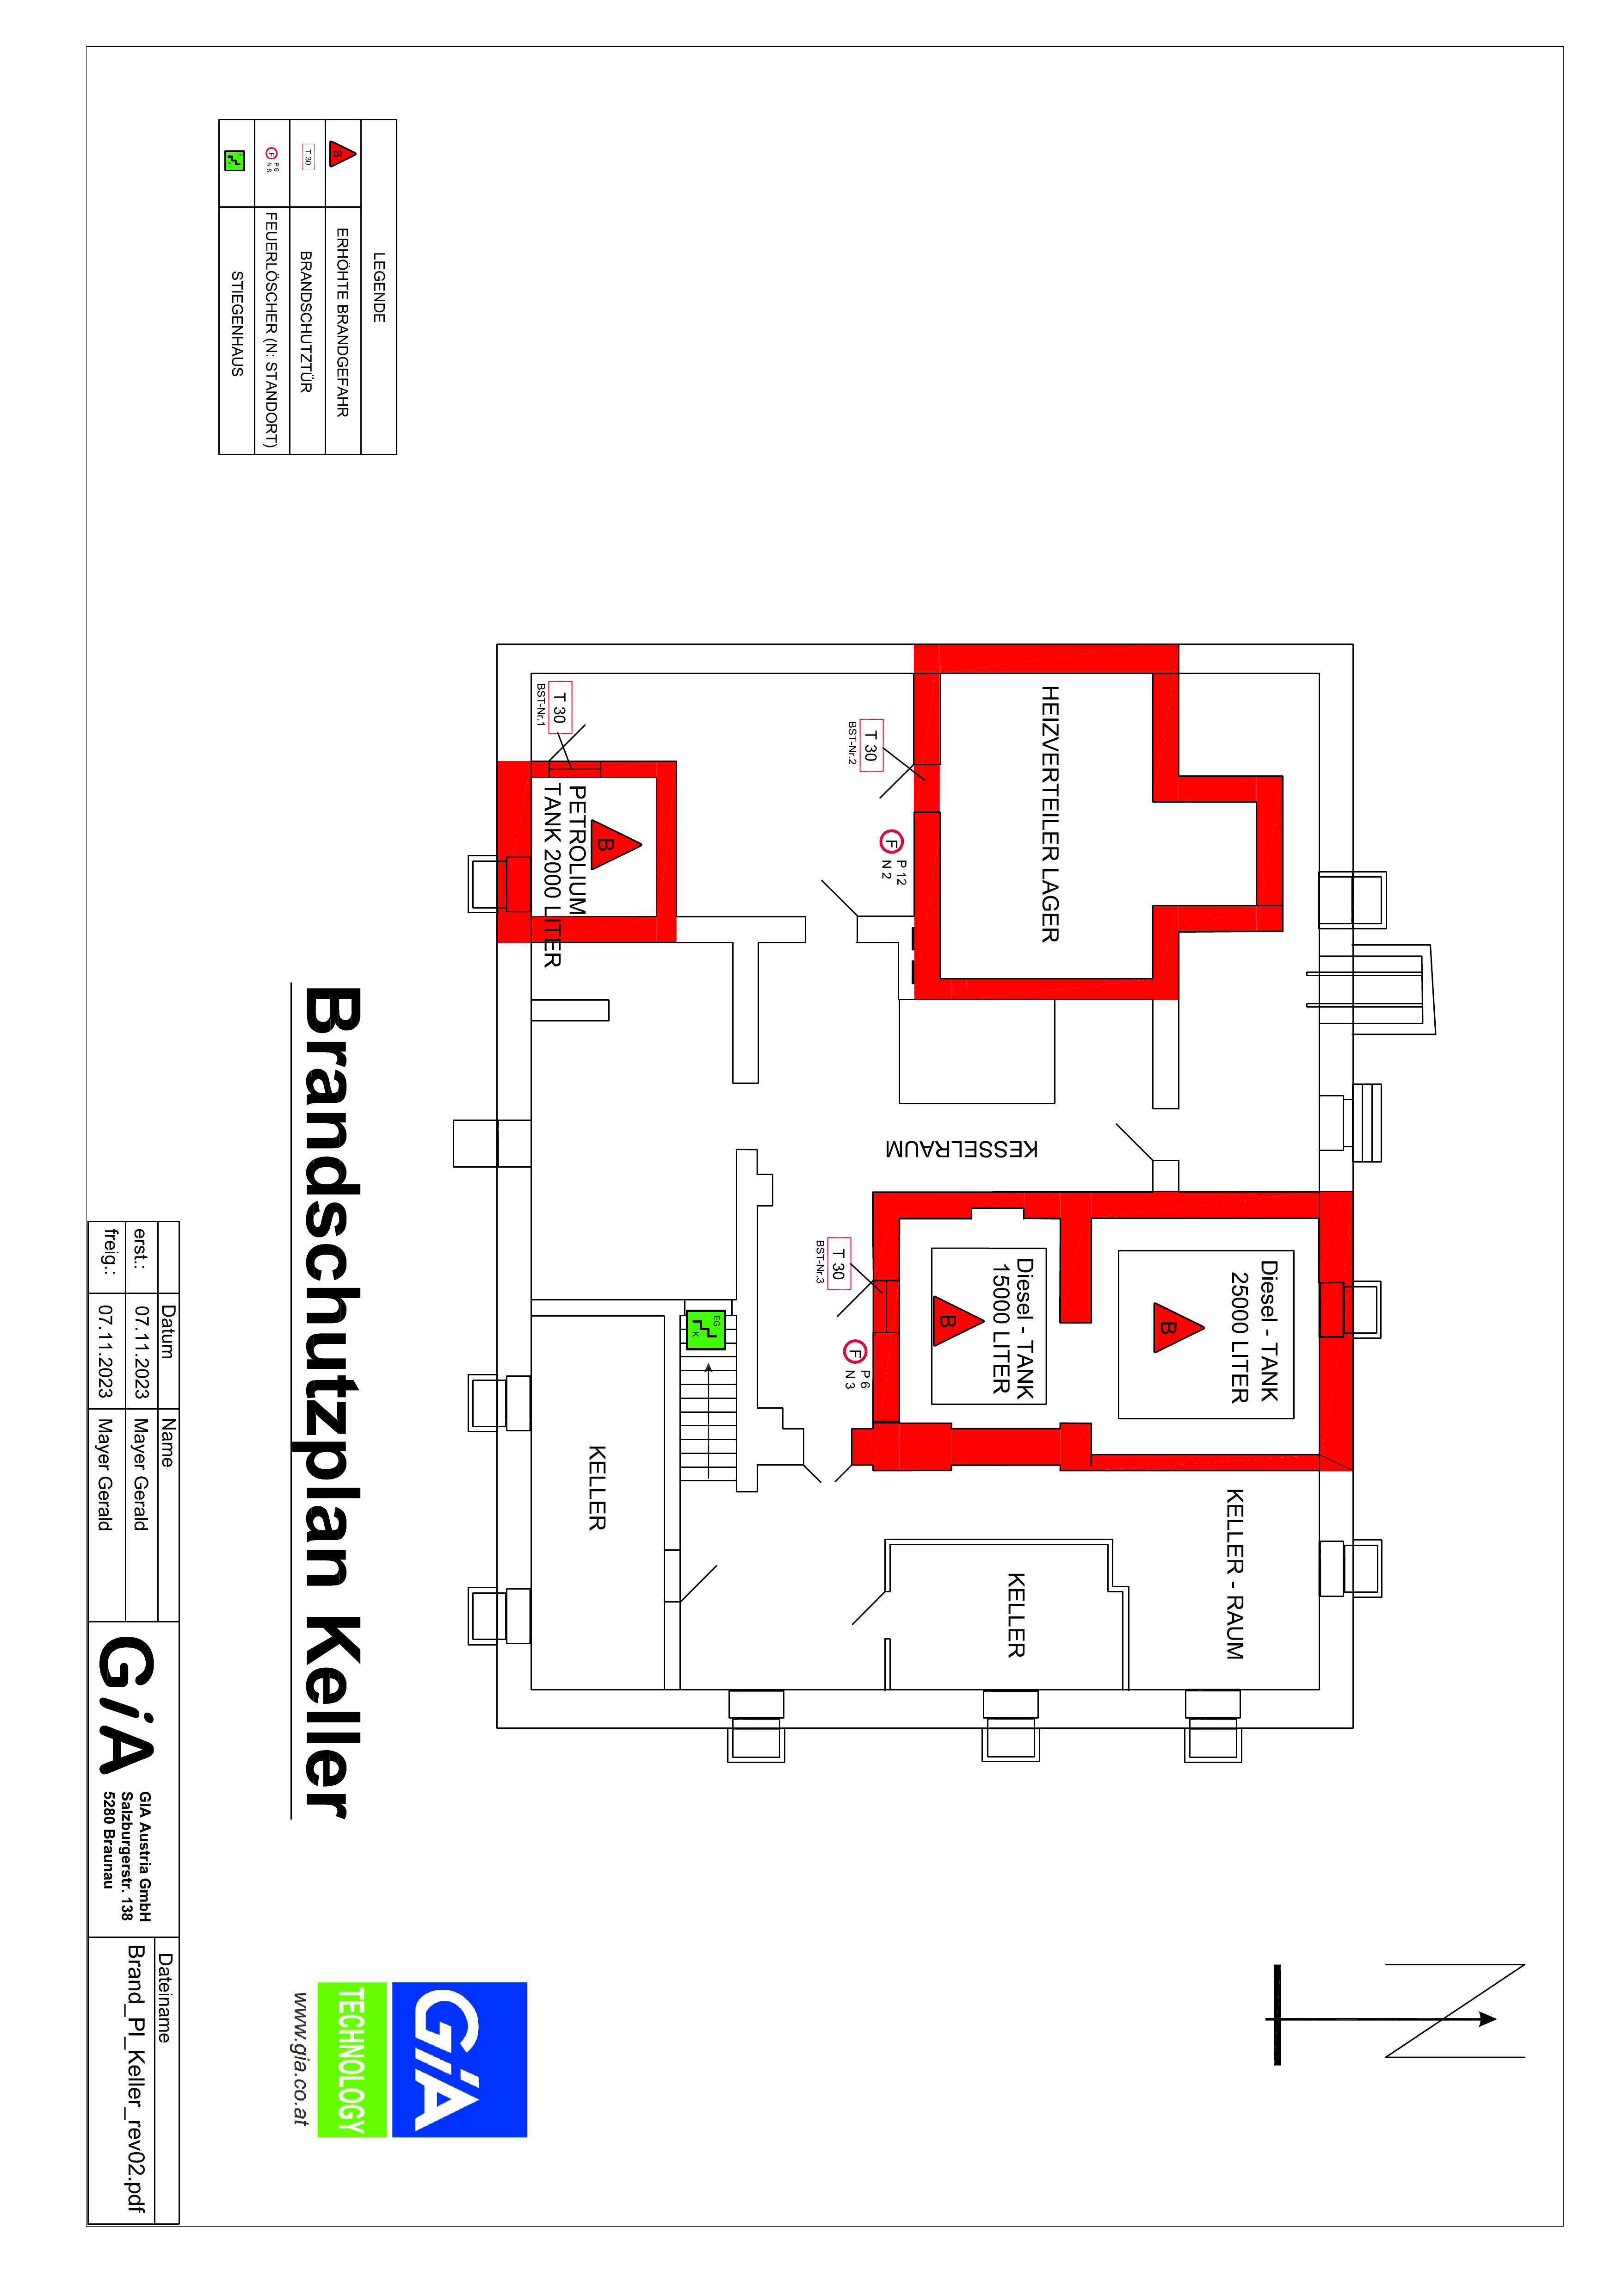 LEGENDE
B
ERHÖHTE BRANDGEFAHR
T 30
BRANDSCHUTZTÜR
F
P 6
N 8
FEUERLÖSCHER (N: STANDORT)
STIEGENHAUS
HEIZVERTEILER LAGER
T 30
BST-Nr.2
F
P 12
N 2
T 30
BST-Nr.1
B
PETROLIUM
TANK 2000 LITER
KESSELRAUM
Diesel - TANK
25000 LITER
B
Diesel - TANK
15000 LITER
B
T 30
BST-Nr.3
F
P 6
N 3
EG
K
KELLER - RAUM
KELLER
KELLER
N
Brandschutzplan Keller
GiA
TECHNOLOGY
www.gia.co.at
Datum
Name
erst.:
07.11.2023
Mayer Gerald
freig.:
07.11.2023
Mayer Gerald
GiA
GIA Austria GmbH
Salzburgerstr. 138
5280 Braunau
Dateiname
Brand_Pl_Keller_rev02.pdf